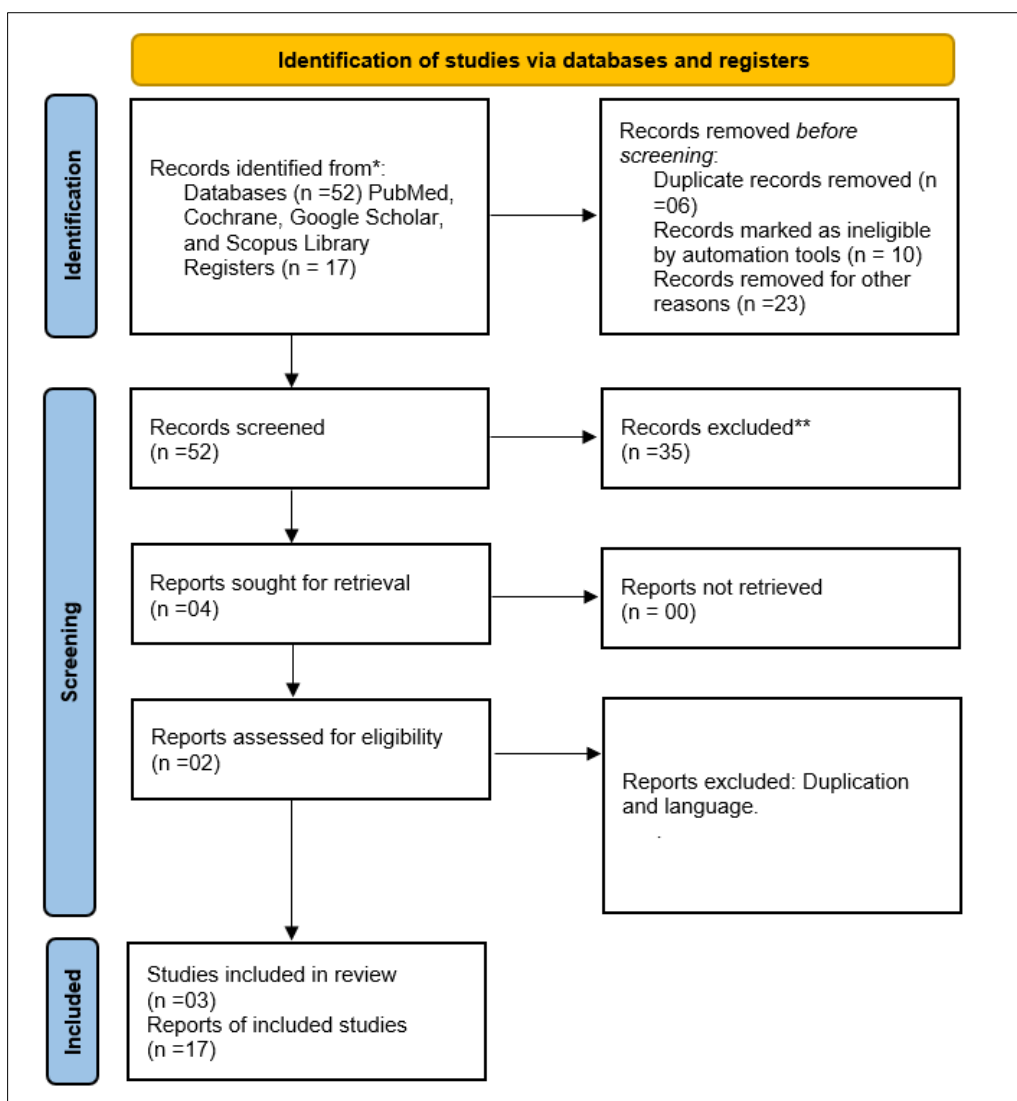 Identification of studies via databases and registers
Identification
Records identified from*:
Databases (n =52) PubMed,
Cochrane, Google Scholar,
and Scopus Library
Registers (n = 17)
Records removed before
screening:
Duplicate records removed (n
=06)
Records marked as ineligible
by automation tools (n = 10)
Records removed for other
reasons (n =23)
Screening
Records screened
(n =52)
Records excluded**
(n =35)
Reports sought for retrieval
(n =04)
Reports not retrieved
(n = 00)
Reports assessed for eligibility
(n =02)
Reports excluded: Duplication
and language.
.
Included
Studies included in review
(n =03)
Reports of included studies
(n =17)